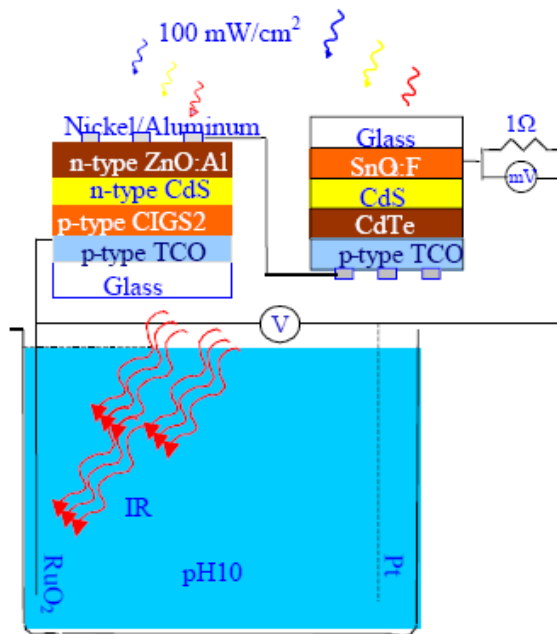 100 mW/cm²
Nickel/Aluminum
n-type ZnO:Al
n-type CdS
p-type CIGS2
p-type TCO
Glass
Glass
SnQ:F
CdS
CdTe
p-type TCO
1Ω
mV
V
IR
pH10
RuO₂
Pt